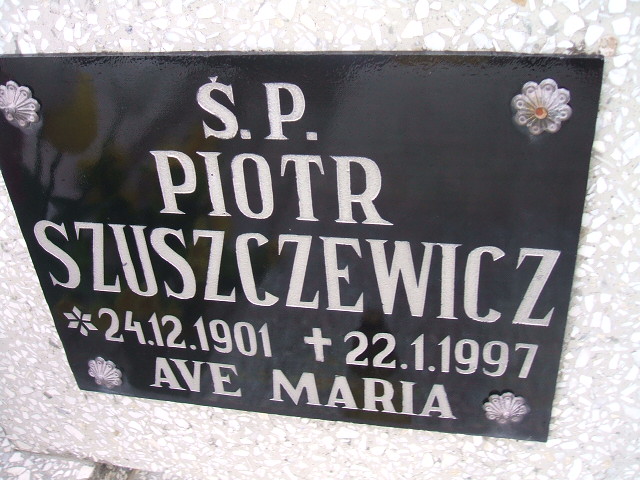 Ś.P.
PIOTR
SZUSZCZEWICZ
* 24.12.1901 ✝ 22.1.1997
AVE MARIA